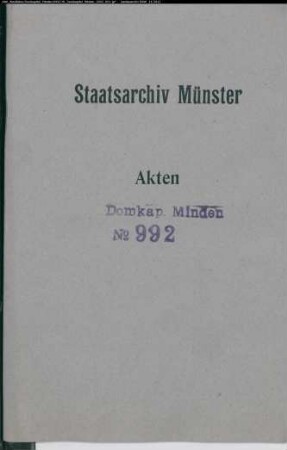 Staatsarchiv Münster
Akten
Domkap. Minden
№ 992